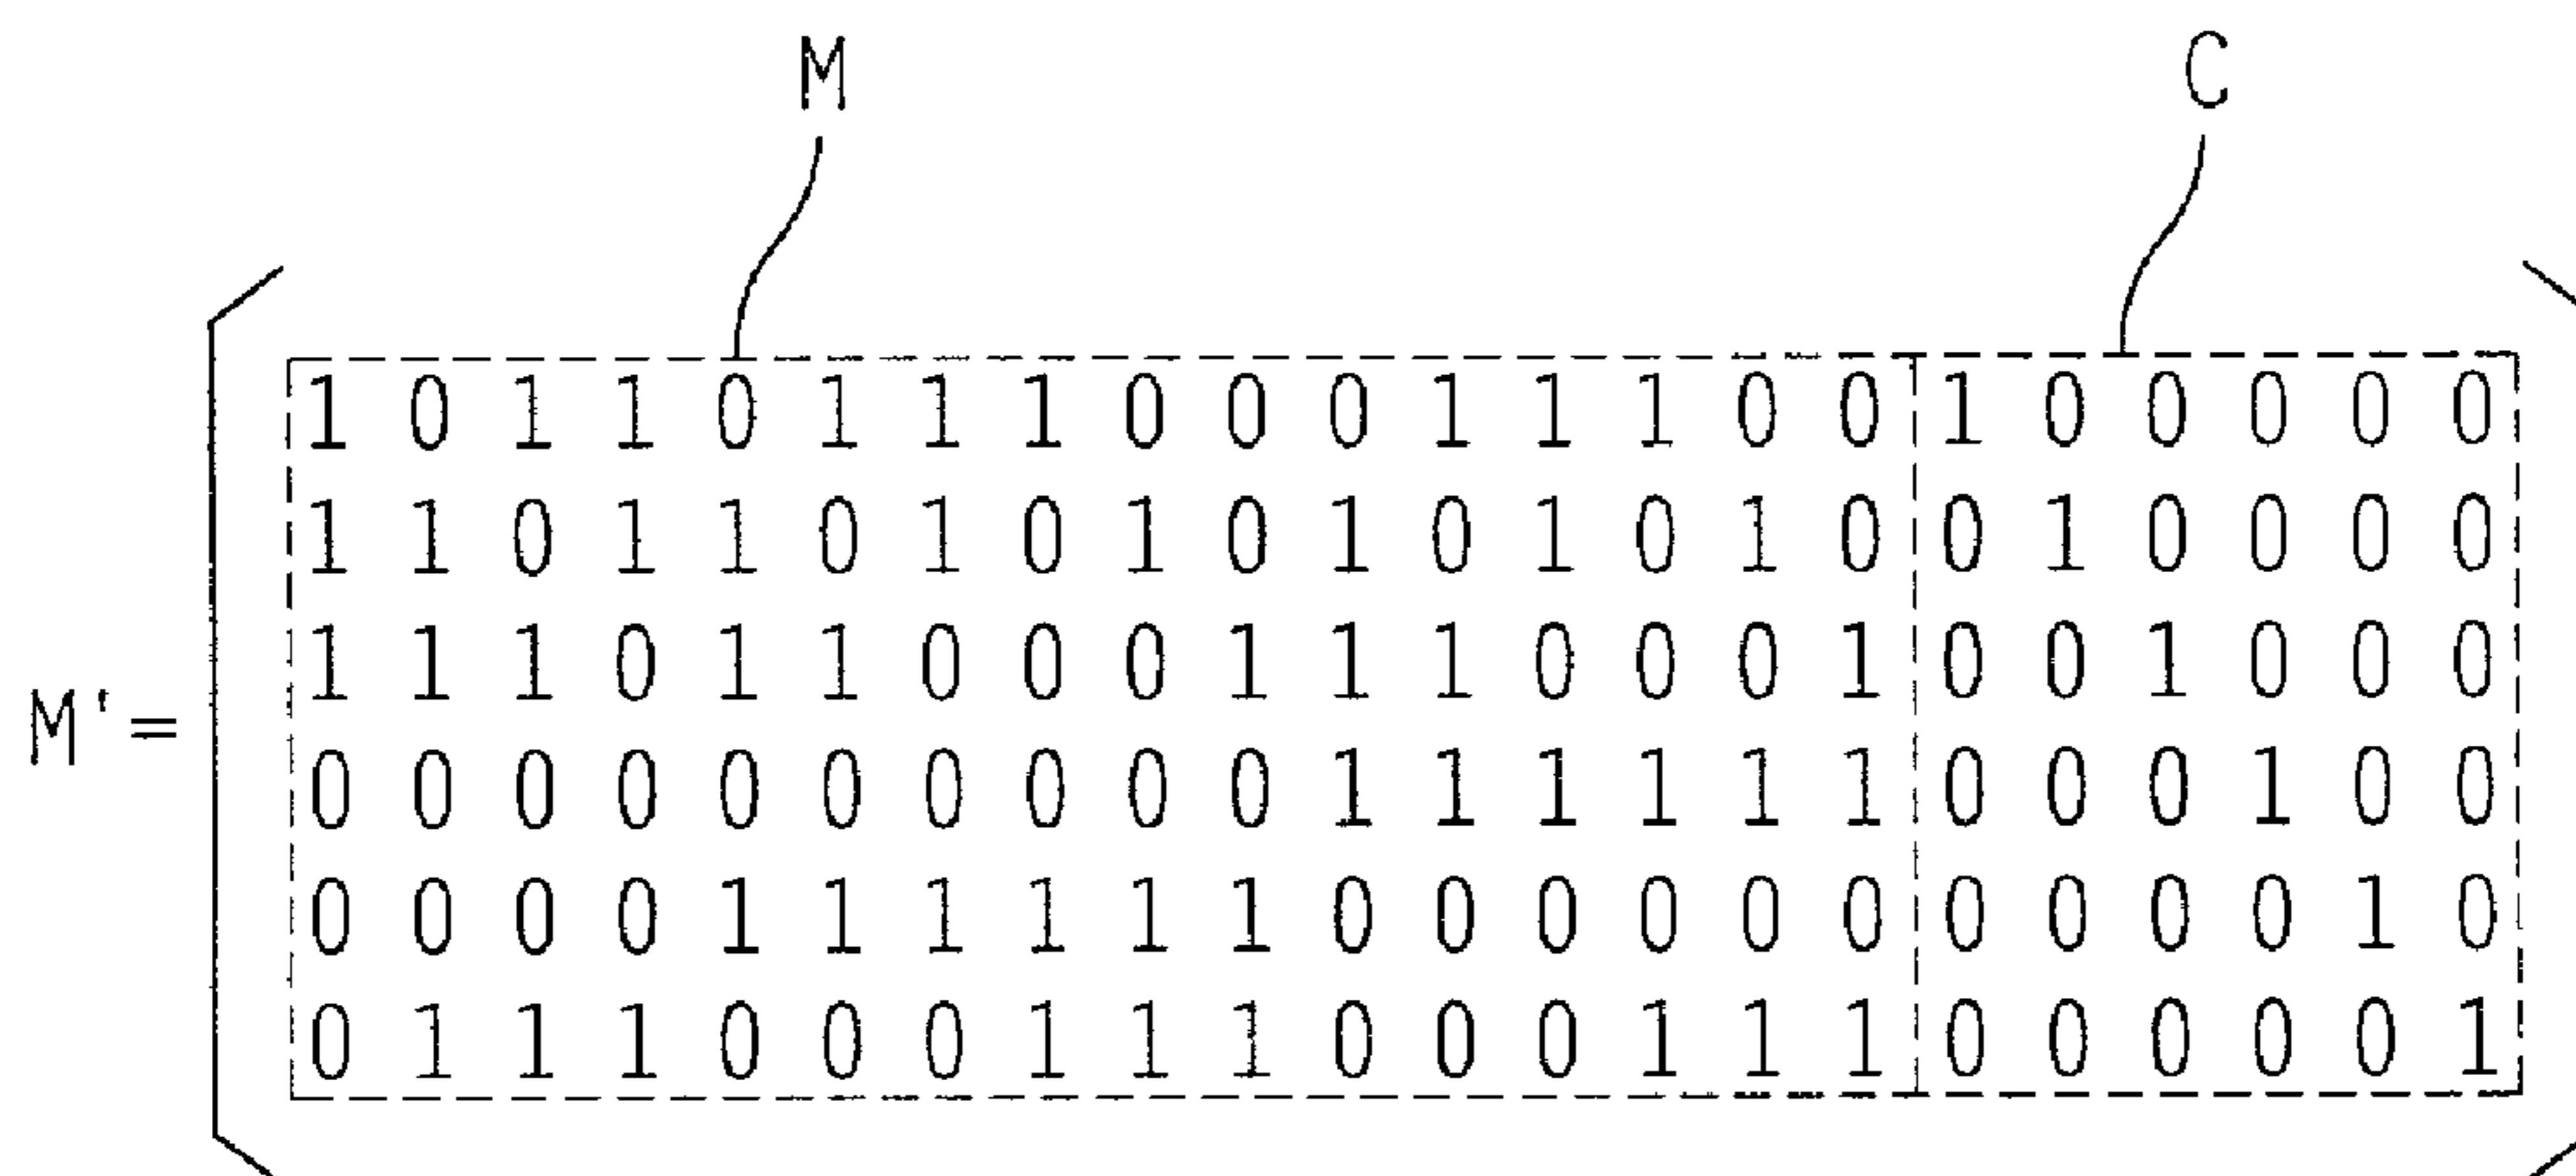 M C
1 0 1 1 0 1 1 1 0 0 0 1 1 1 0 0 1 0 0 0 0 0
1 1 0 1 1 0 1 0 1 0 1 0 1 0 1 0 0 1 0 0 0 0
1 1 1 0 1 1 0 0 0 1 1 1 0 0 0 1 0 0 1 0 0 0
M'=
0 0 0 0 0 0 0 0 0 0 1 1 1 1 1 1 0 0 0 1 0 0
0 0 0 0 1 1 1 1 1 1 0 0 0 0 0 0 0 0 0 0 1 0
0 1 1 1 0 0 0 1 1 1 0 0 0 1 1 1 0 0 0 0 0 1